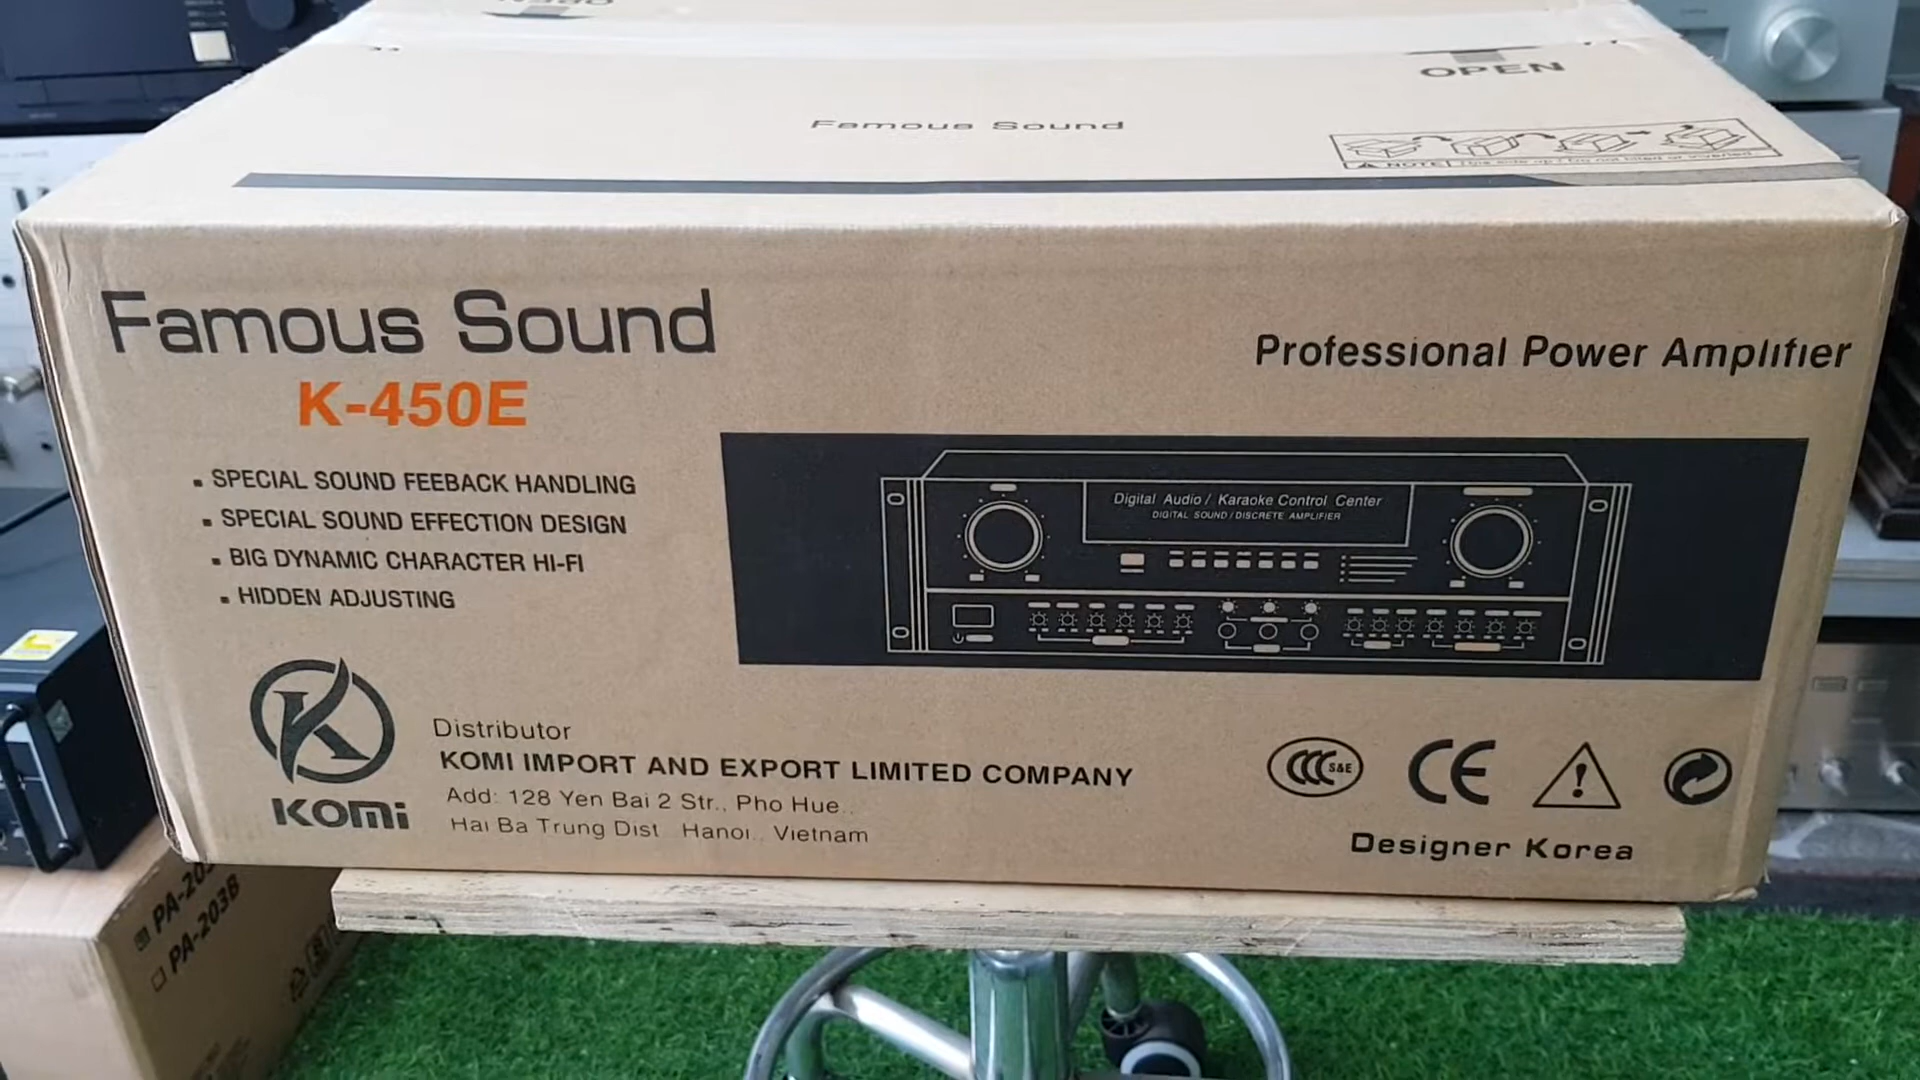 OPEN
OPEN
Famous Sound
NOTE
Famous Sound
K-450E
Professional Power Amplifier
SPECIAL SOUND FEEBACK HANDLING
SPECIAL SOUND EFFECTION DESIGN
BIG DYNAMIC CHARACTER HI-FI
HIDDEN ADJUSTING
Digital Audio / Karaoke Control Center
DIGITAL SOUND / DISCRETE AMPLIFIER
K
KOMi
Distributor
KOMI IMPORT AND EXPORT LIMITED COMPANY
Add: 128 Yen Bai 2 Str., Pho Hue..
Hai Ba Trung Dist Hanoi.. Vietnam
CCC S&E
CE
Designer Korea
PA-203B